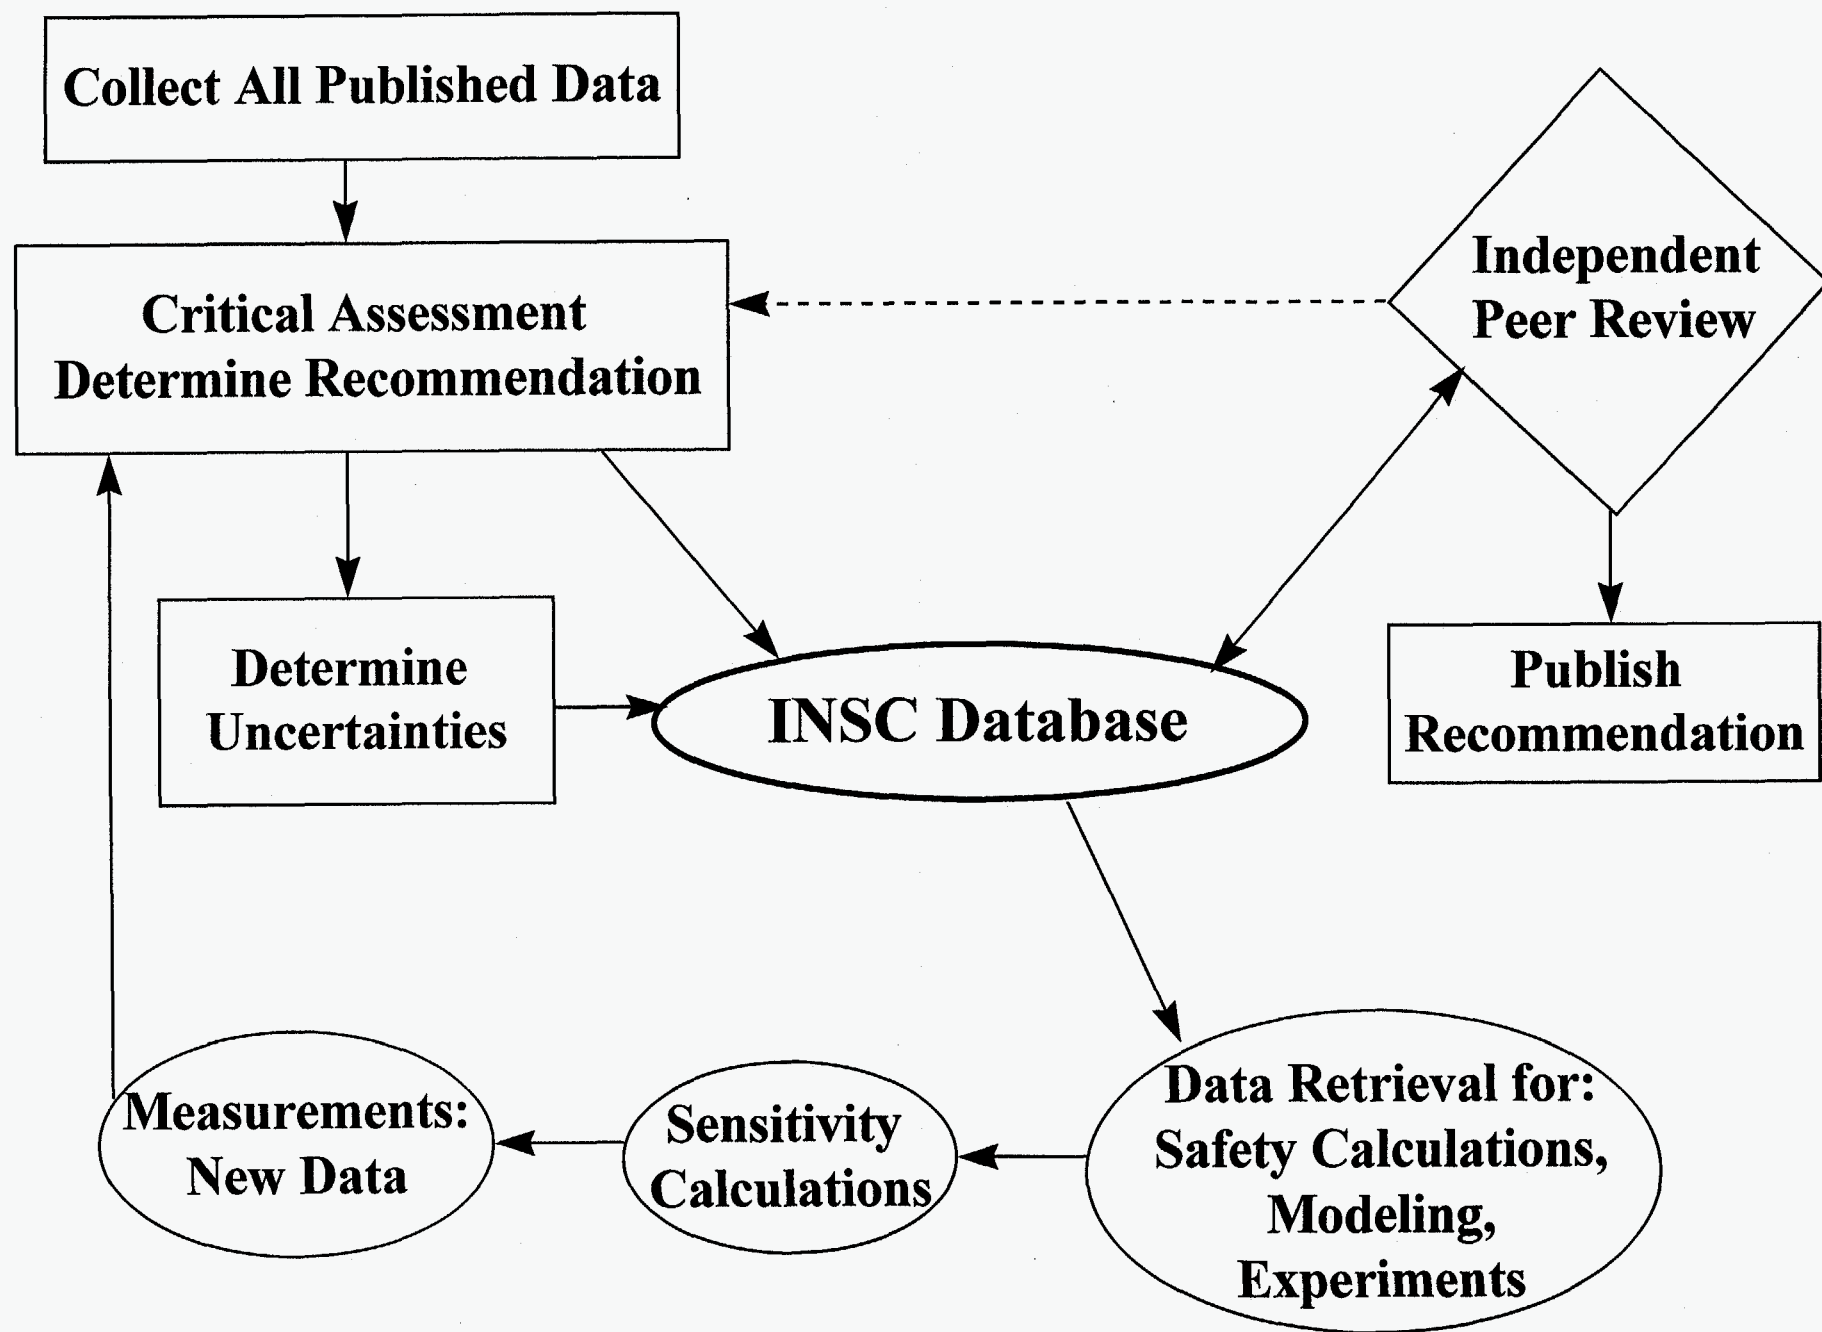 Collect All Published Data
Critical Assessment
Determine Recommendation
Independent
Peer Review
Determine
Uncertainties
INSC Database
Publish
Recommendation
Measurements:
New Data
Sensitivity
Calculations
Data Retrieval for:
Safety Calculations,
Modeling,
Experiments